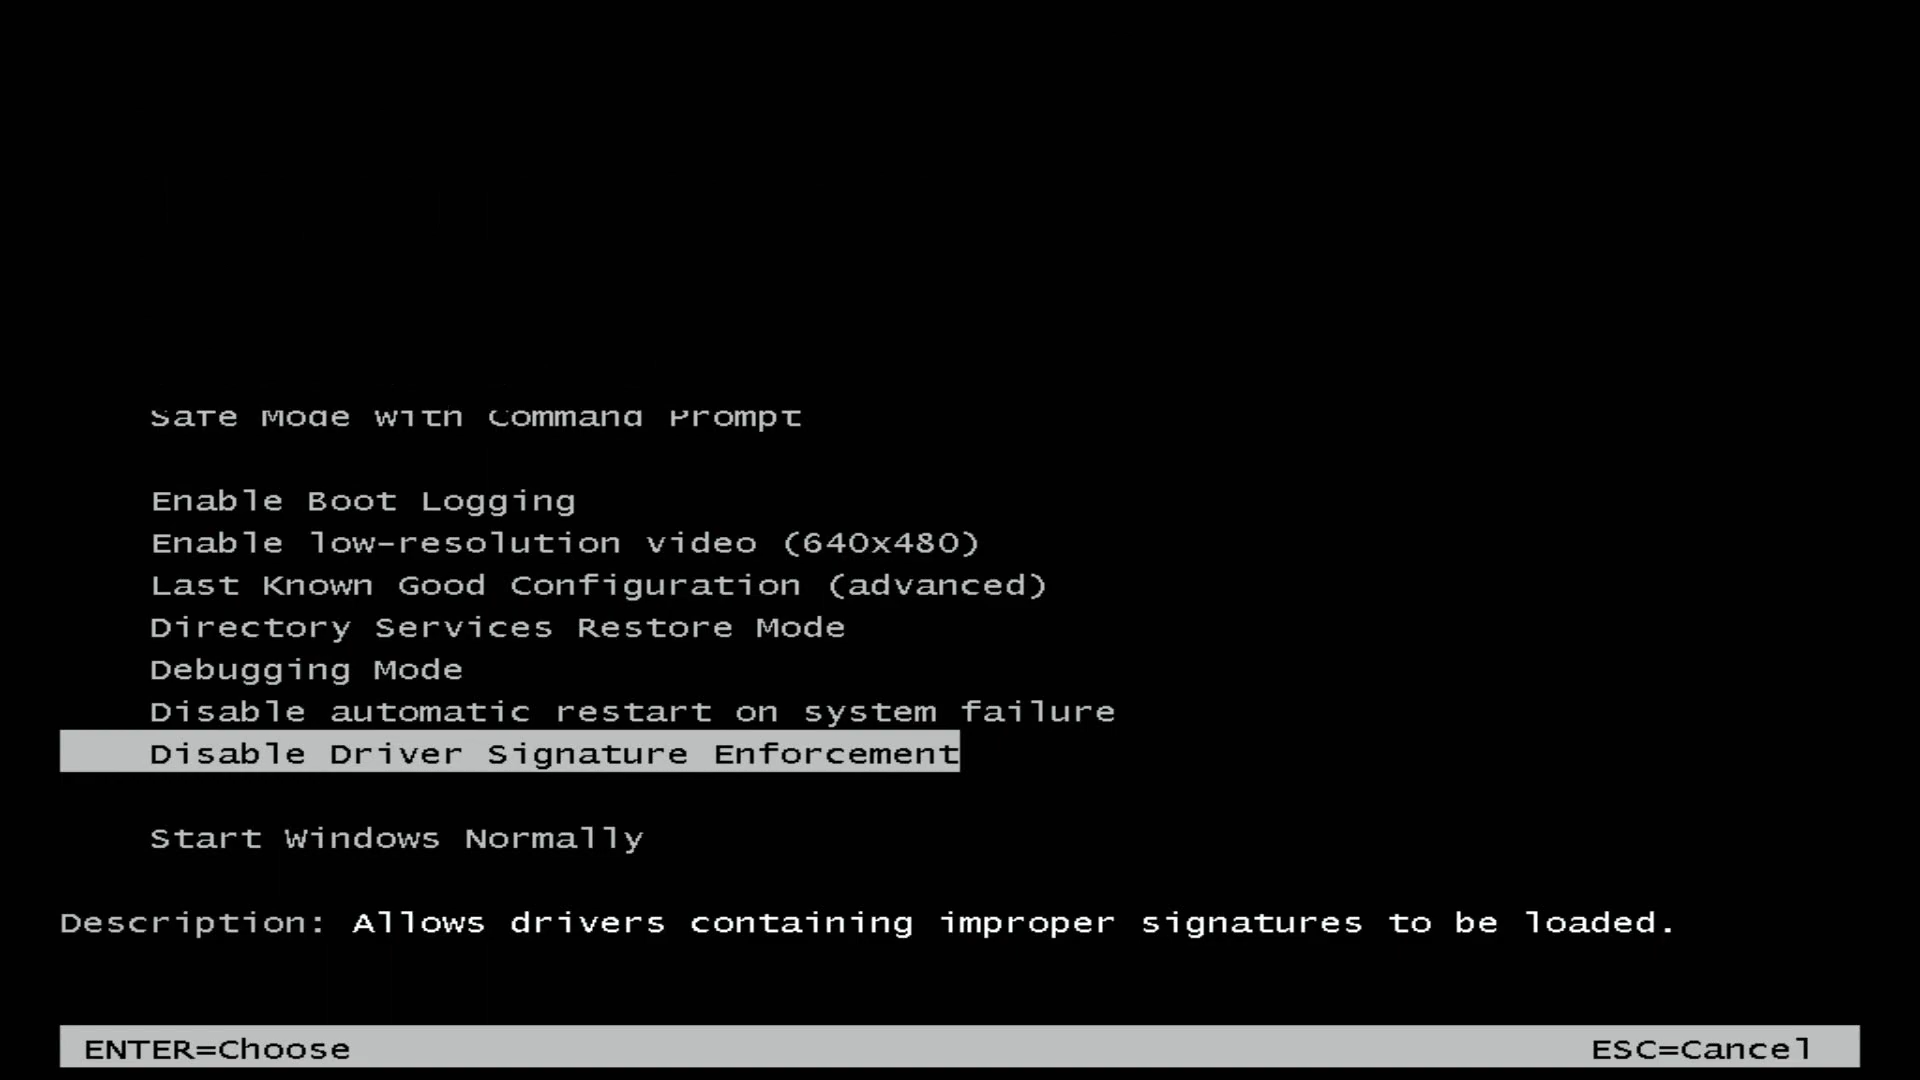 Safe Mode with Command Prompt
Enable Boot Logging
Enable low-resolution video (640x480)
Last Known Good Configuration (advanced)
Directory Services Restore Mode
Debugging Mode
Disable automatic restart on system failure
Disable Driver Signature Enforcement
Start Windows Normally
Description: Allows drivers containing improper signatures to be loaded.
ENTER=Choose ESC=Cancel